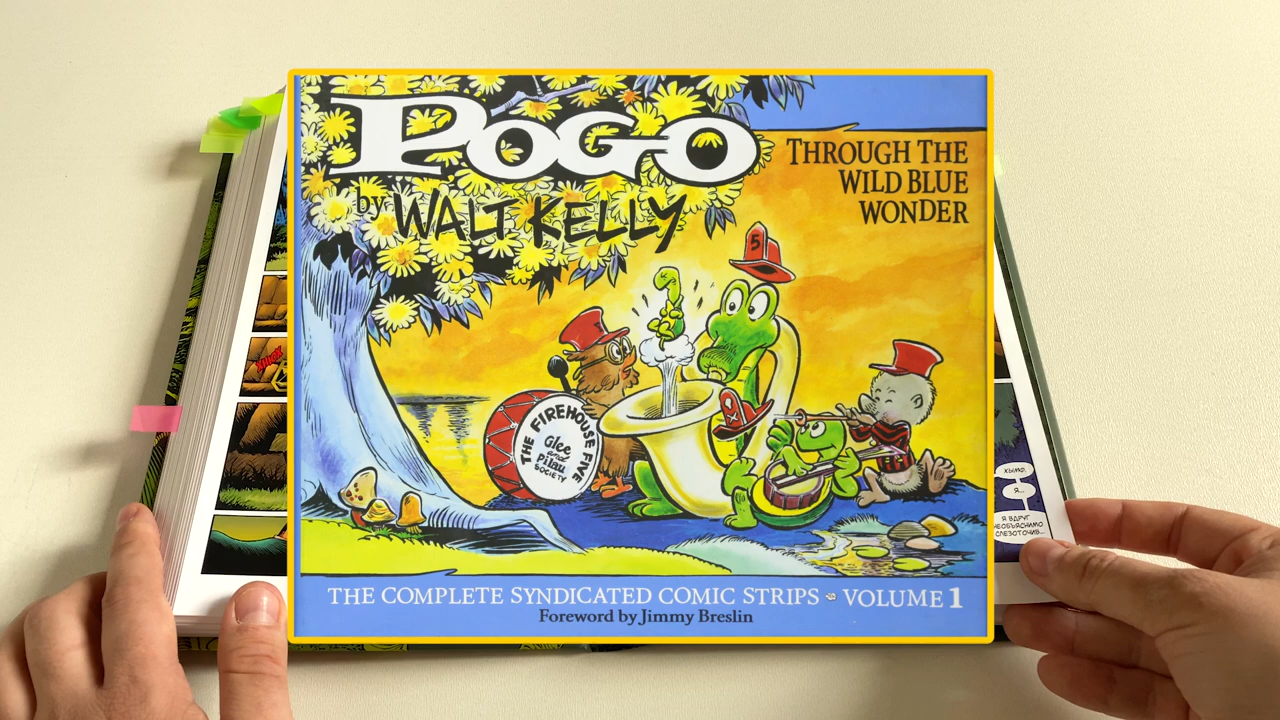 POGO
by WALT KELLY
THROUGH THE
WILD BLUE
WONDER
5
THE FIREHOUSE FIVE
Glee
and
Pilau
SOCIETY
THE COMPLETE SYNDICATED COMIC STRIPS • VOLUME 1
Foreword by Jimmy Breslin
ХЫМО.
Я...
Я ВДРУГ
НЕОБЪЯСНИМО
СЛЕЗОТОЧИВ...